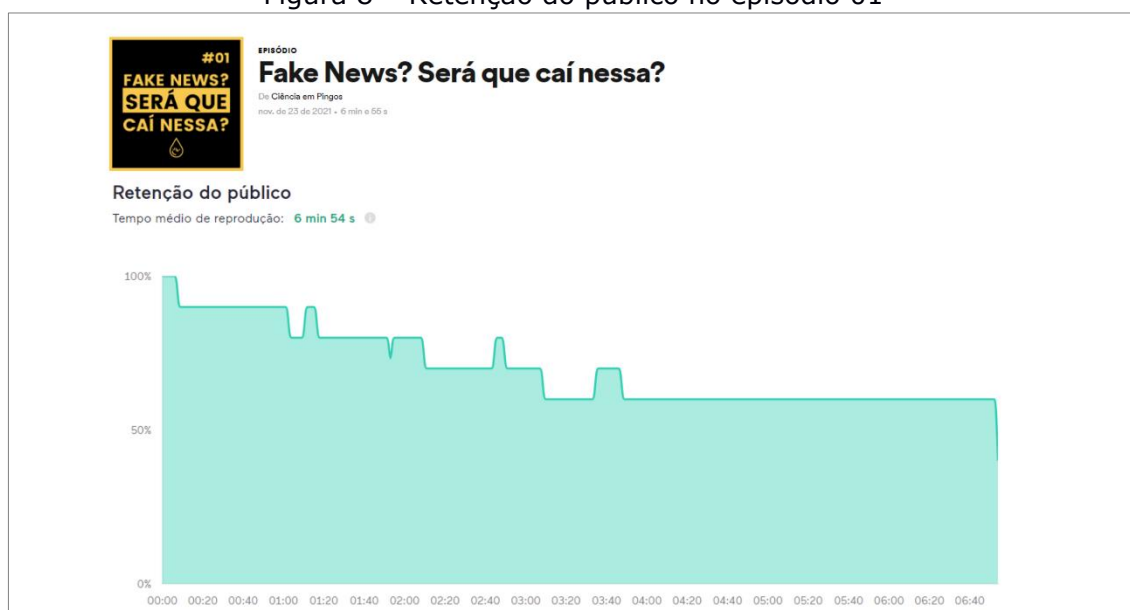 Figura 8 – Retenção do público no episódio 01
#01
FAKE NEWS?
SERÁ QUE
CAÍ NESSA?
EPISÓDIO
Fake News? Será que caí nessa?
De Ciência em Pingos
nov. de 23 de 2021 • 6 min e 55 s
Retenção do público
Tempo médio de reprodução: 6 min 54 s
100%
50%
0%
00:00 00:20 00:40 01:00 01:20 01:40 02:00 02:20 02:40 03:00 03:20 03:40 04:00 04:20 04:40 05:00 05:20 05:40 06:00 06:20 06:40